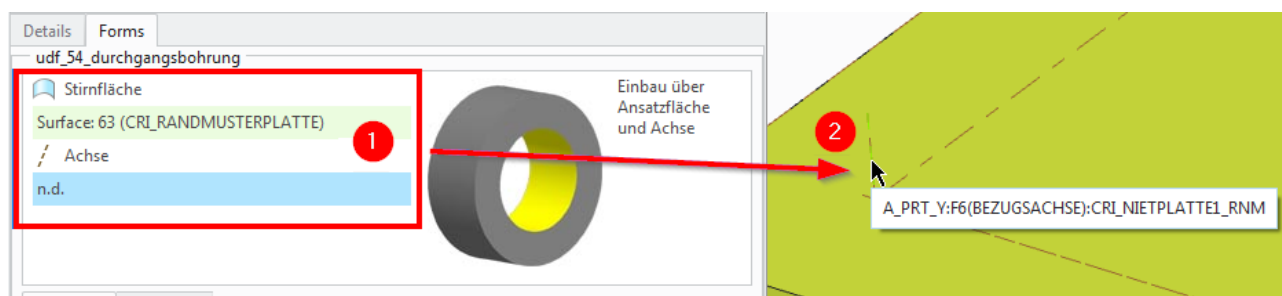 Details Forms
udf_54_durchgangsbohrung
Stirnfläche
Surface: 63 (CRI_RANDMUSTERPLATTE)
Achse
n.d.
1
Einbau über
Ansatzfläche
und Achse
2
A_PRT_Y:F6(BEZUGSACHSE):CRI_NIETPLATTE1_RNM